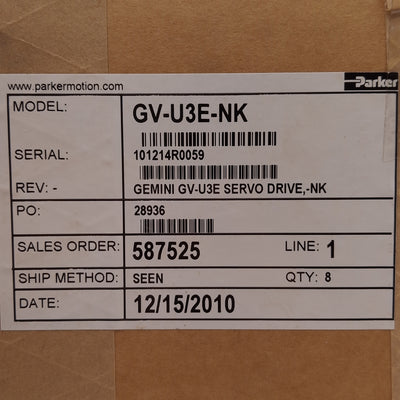 www.parkermotion.com Parker
MODEL: GV-U3E-NK
SERIAL: 101214R0059
REV: - GEMINI GV-U3E SERVO DRIVE,-NK
PO: 28936
SALES ORDER: 587525 LINE: 1
SHIP METHOD: SEEN QTY: 8
DATE: 12/15/2010